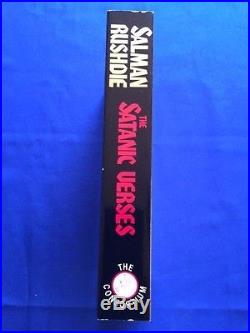 SALMAN
RUSHDIE
THE
SATANIC VERSES
THE